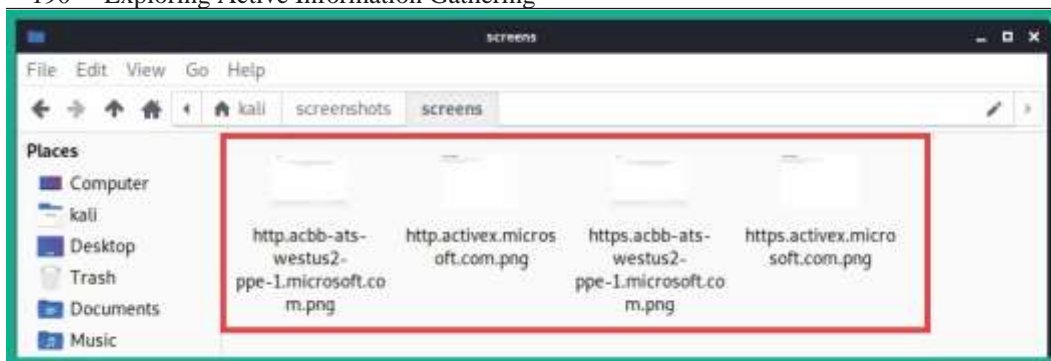 190 Exploring Active Information Gathering
screens
File Edit View Go Help
kali screenshots screens
Places
Computer
kali
Desktop
Trash
Documents
Music
http.acbb-ats-
westus2-
ppe-1.microsoft.co
m.png
http.activex.micros
oft.com.png
https.acbb-ats-
westus2-
ppe-1.microsoft.co
m.png
https.activex.micro
soft.com.png